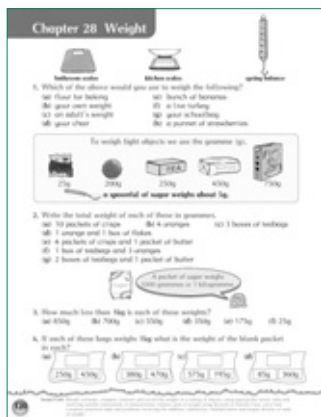 Chapter 28 Weight
bathroom scales kitchen scales spring balance
1. Which of the above would you use to weigh the following?
(a) flour for baking (e) bunch of bananas
(b) your own weight (f) a live turkey
(c) an adult's weight (g) your schoolbag
(d) your chair (h) a punnet of strawberries
To weigh light objects we use the gramme (g).
25g 200g 250g 450g 750g
a spoonful of sugar weighs about 5g.
2. Write the total weight of each of these in grammes.
(a) 10 packets of crisps (b) 4 oranges (c) 3 boxes of teabags
(d) 1 orange and 1 box of flakes
(e) 4 packets of crisps and 1 packet of butter
(f) 1 box of teabags and 3 oranges
(g) 2 boxes of teabags and 1 packet of butter
A packet of sugar weighs
1000 grammes or 1 kilogramme.
3. How much less than 1kg is each of these weights?
(a) 850g (b) 700g (c) 550g (d) 350g (e) 175g (f) 25g
4. If each of these bags weighs 1kg what is the weight of the blank packet
in each?
(a) (b) (c) (d)
250g 450g 380g 470g 375g 195g 85g 360g
128